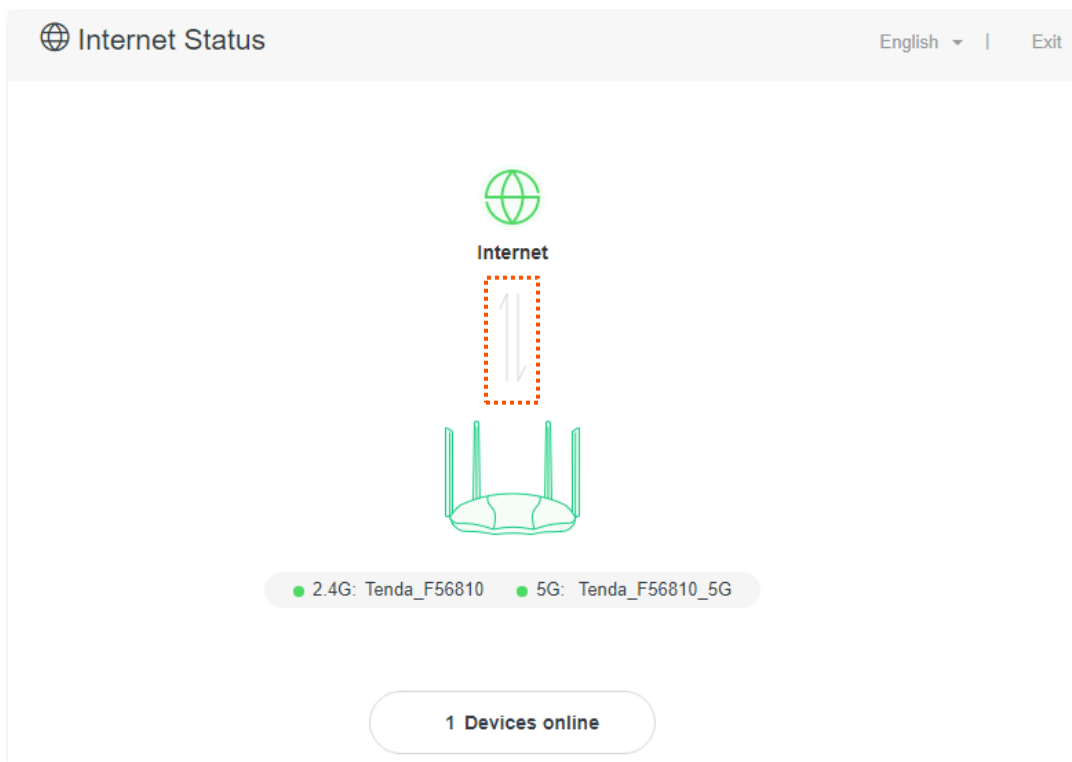 Internet Status
English | Exit
Internet
2.4G: Tenda_F56810 5G: Tenda_F56810_5G
1 Devices online